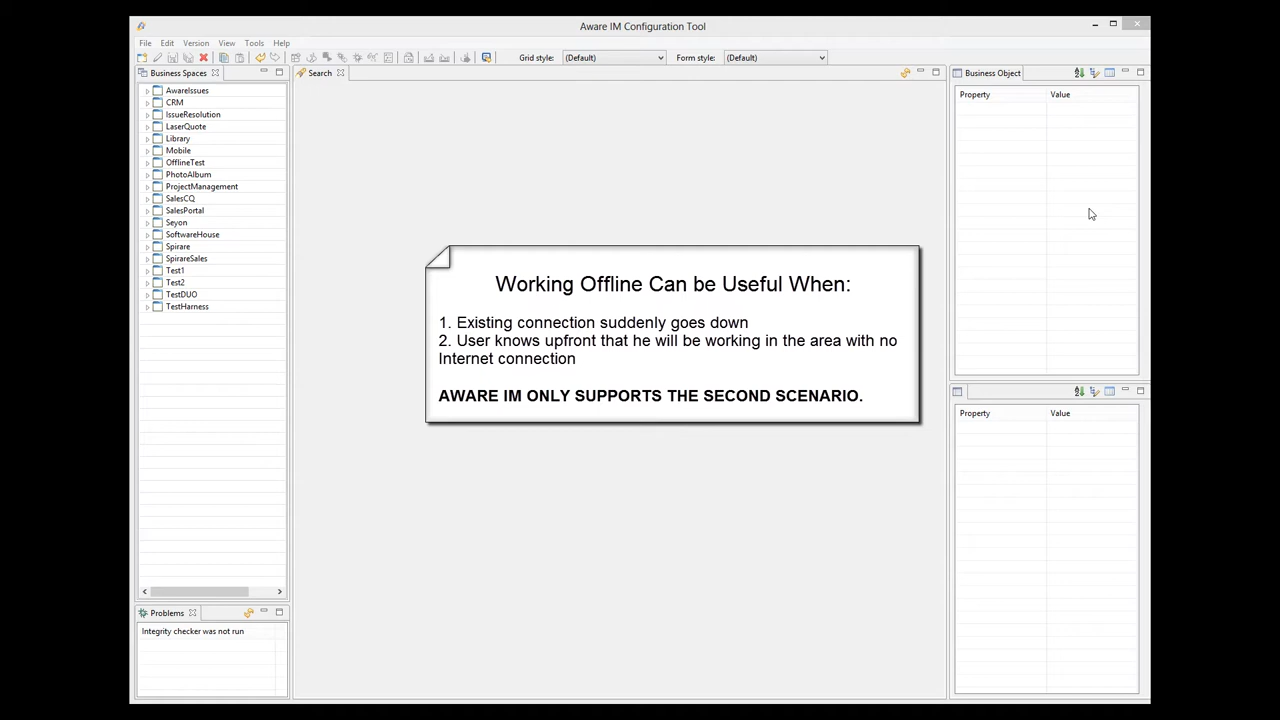 Aware IM Configuration Tool
File Edit Version View Tools Help
Grid style: (Default) Form style: (Default)
Business Spaces
AwareIssues
CRM
IssueResolution
LaserQuote
Library
Mobile
OfflineTest
PhotoAlbum
ProjectManagement
SalesCQ
SalesPortal
Seyon
SoftwareHouse
Spirare
SpirareSales
Test1
Test2
TestDUO
TestHarness
Problems
Integrity checker was not run
Search
Working Offline Can be Useful When:
1. Existing connection suddenly goes down
2. User knows upfront that he will be working in the area with no
Internet connection
AWARE IM ONLY SUPPORTS THE SECOND SCENARIO.
Business Object
Property Value
Property Value